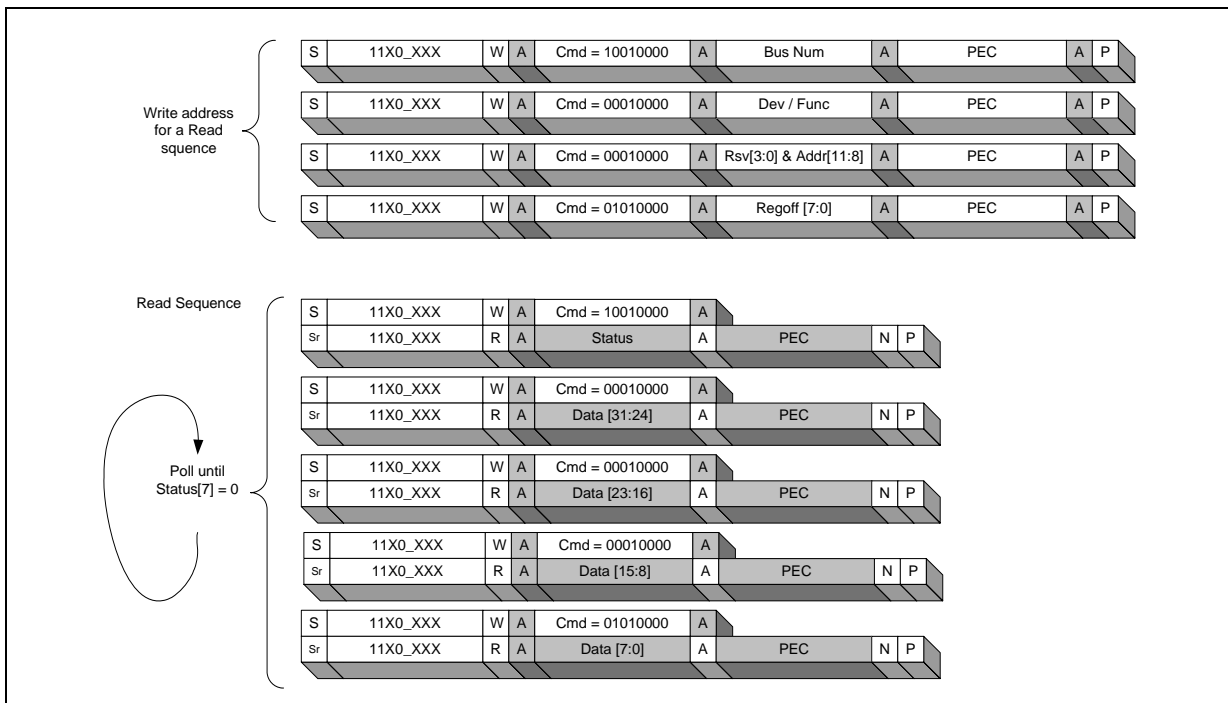 S 11X0_XXX W A Cmd = 10010000 A Bus Num A PEC A P
S 11X0_XXX W A Cmd = 00010000 A Dev / Func A PEC A P
Write address
for a Read
squence
S 11X0_XXX W A Cmd = 00010000 A Rsv[3:0] & Addr[11:8] A PEC A P
S 11X0_XXX W A Cmd = 01010000 A Regoff [7:0] A PEC A P
Read Sequence
S 11X0_XXX W A Cmd = 10010000 A
Sr 11X0_XXX R A Status A PEC N P
S 11X0_XXX W A Cmd = 00010000 A
Sr 11X0_XXX R A Data [31:24] A PEC N P
Poll until
Status[7] = 0
S 11X0_XXX W A Cmd = 00010000 A
Sr 11X0_XXX R A Data [23:16] A PEC N P
S 11X0_XXX W A Cmd = 00010000 A
Sr 11X0_XXX R A Data [15:8] A PEC N P
S 11X0_XXX W A Cmd = 01010000 A
Sr 11X0_XXX R A Data [7:0] A PEC N P